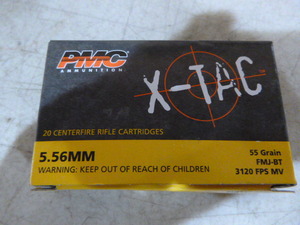 PMC
AMMUNITION
X-TAC
20 CENTERFIRE RIFLE CARTRIDGES
5.56MM
WARNING: KEEP OUT OF REACH OF CHILDREN
55 Grain
FMJ-BT
3120 FPS MV